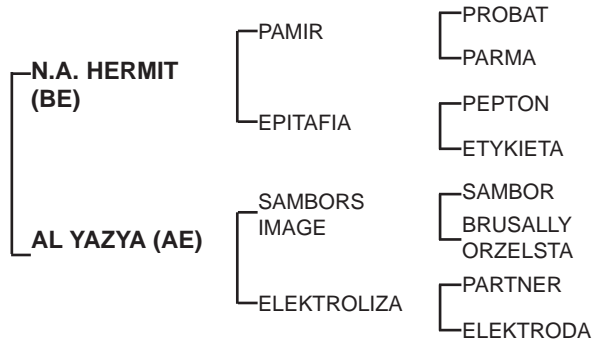 N.A. HERMIT
(BE)
AL YAZYA (AE)
PAMIR
EPITAFIA
SAMBORS
IMAGE
ELEKTROLIZA
PROBAT
PARMA
PEPTON
ETYKIETA
SAMBOR
BRUSALLY
ORZELSTA
PARTNER
ELEKTRODA